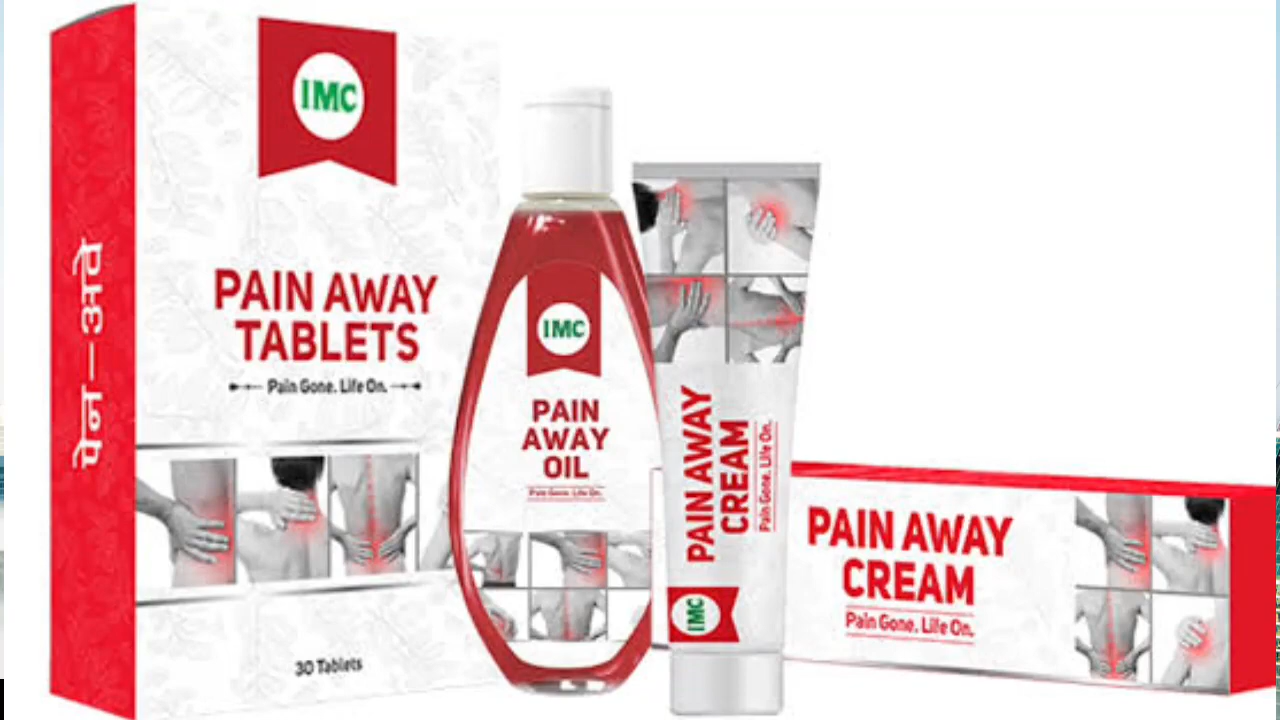 IMC
पेन-अवे
PAIN AWAY
TABLETS
Pain Gone. Life On.
30 Tablets
IMC
PAIN
AWAY
OIL
Pain Gone. Life On.
PAIN AWAY
CREAM
Pain Gone. Life On.
IMC
PAIN AWAY
CREAM
Pain Gone. Life On.